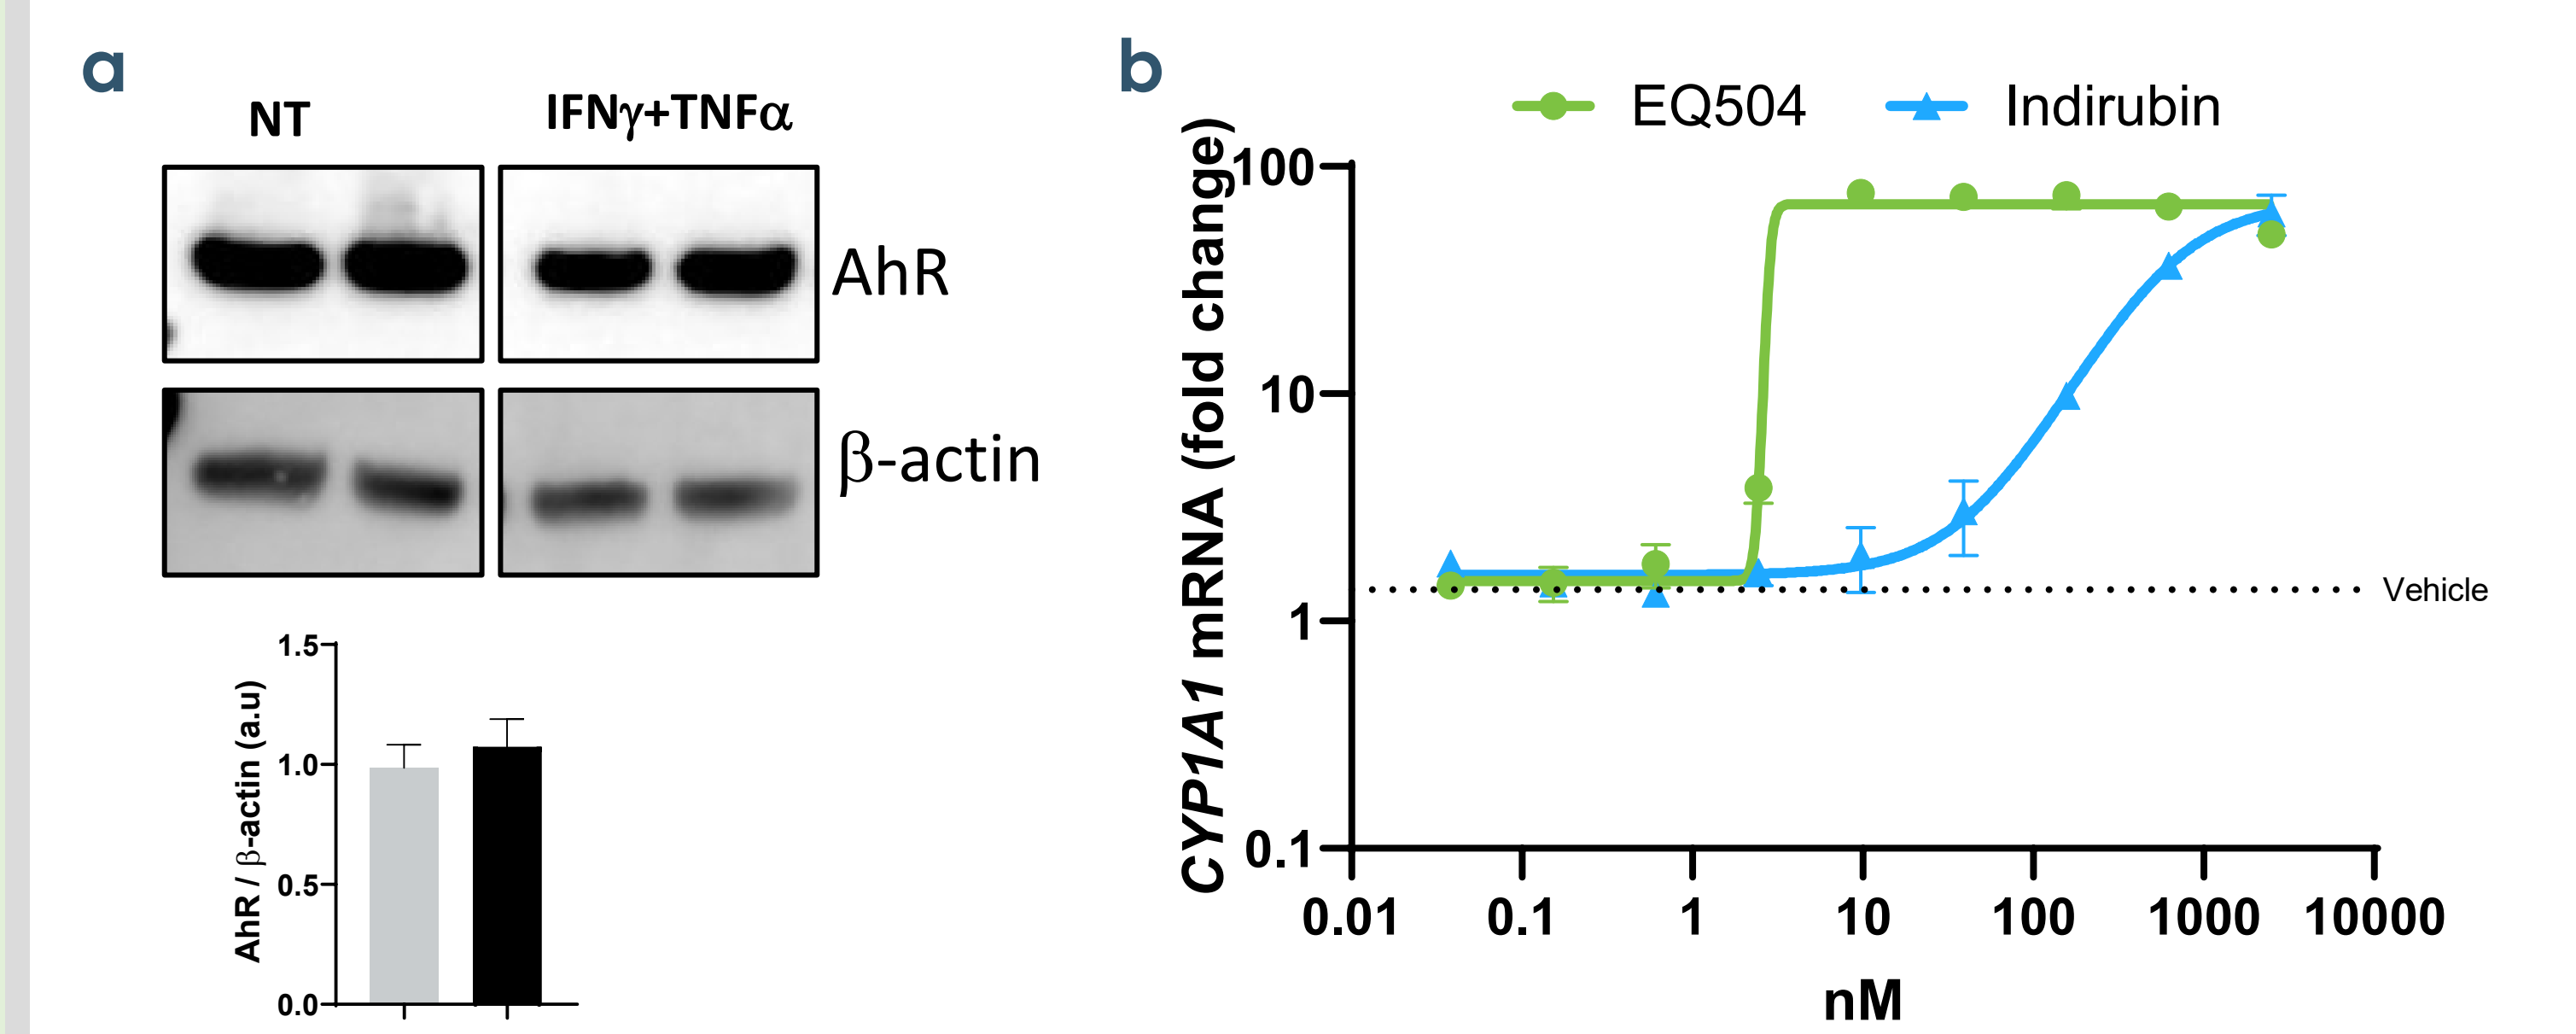 a
NT
IFNγ+TNFα
AhR
β-actin
1.5
1.0
0.5
0.0
AhR / β-actin (a.u)
b
EQ504
Indirubin
CYP1A1 mRNA (fold change)
100
10
1
0.1
Vehicle
0.01
0.1
1
10
100
1000
10000
nM